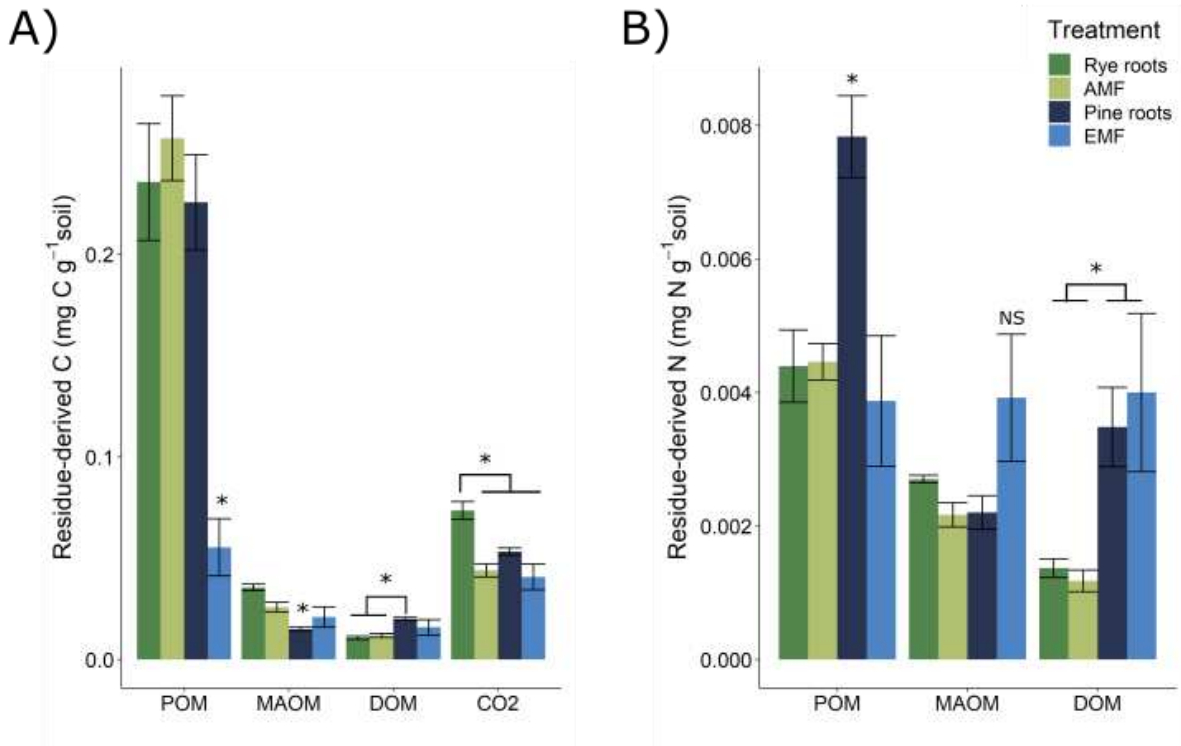 A)
Residue-derived C (mg C g⁻¹soil)
0.2
0.1
0.0
*
*
*
*
POM MAOM DOM CO2
B)
Treatment
Rye roots
AMF
Pine roots
EMF
Residue-derived N (mg N g⁻¹soil)
0.008
0.006
0.004
0.002
0.000
*
NS
*
POM MAOM DOM